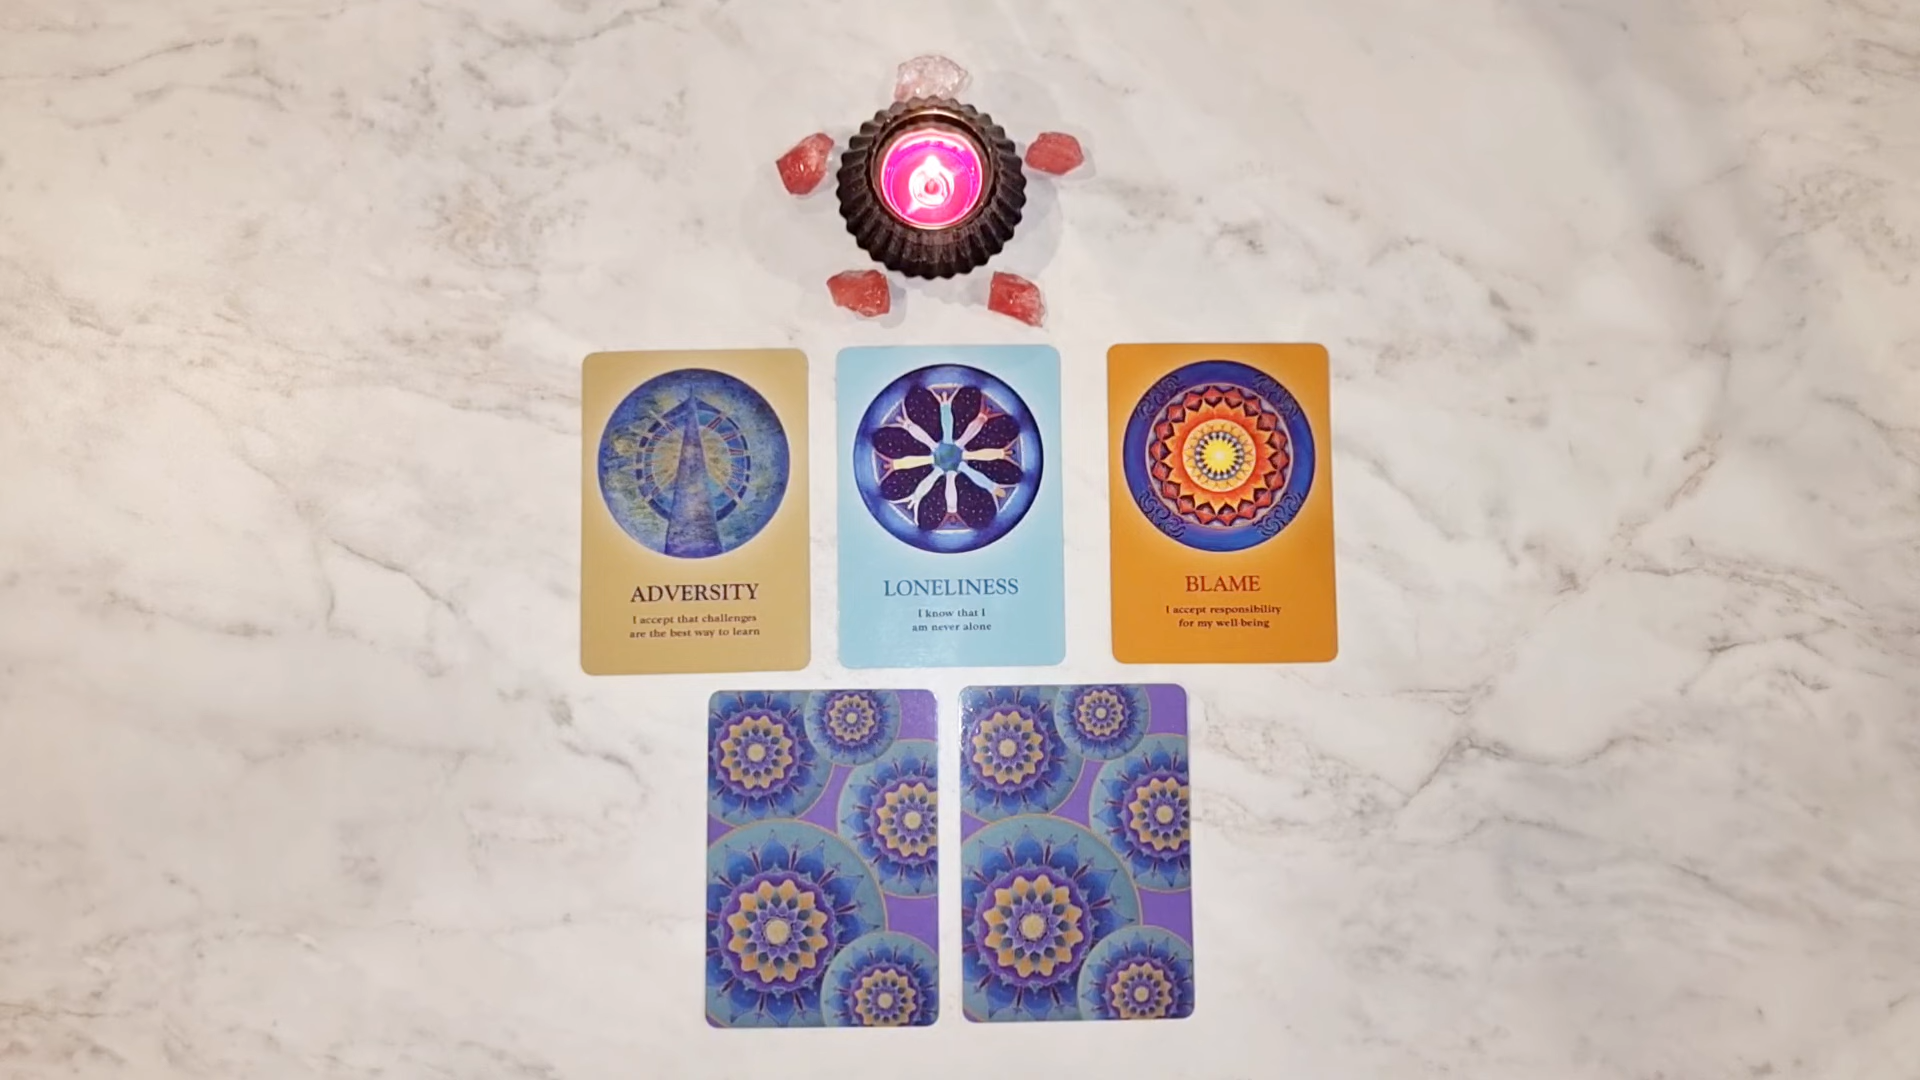 ADVERSITY
I accept that challenges
are the best way to learn
LONELINESS
I know that I
am never alone
BLAME
I accept responsibility
for my well-being